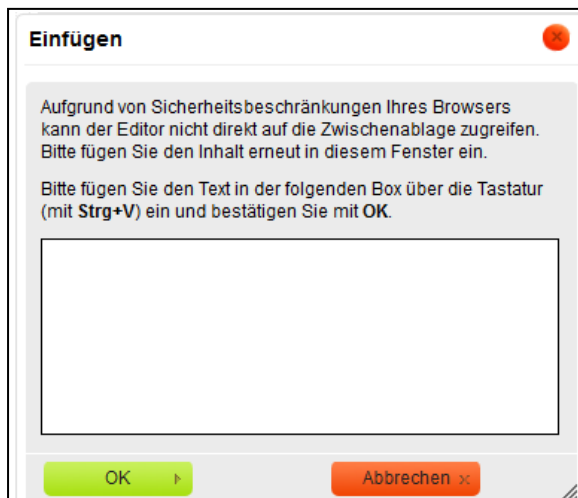 Einfügen
Aufgrund von Sicherheitsbeschränkungen Ihres Browsers
kann der Editor nicht direkt auf die Zwischenablage zugreifen.
Bitte fügen Sie den Inhalt erneut in diesem Fenster ein.
Bitte fügen Sie den Text in der folgenden Box über die Tastatur
(mit Strg+V) ein und bestätigen Sie mit OK.
OK
Abbrechen